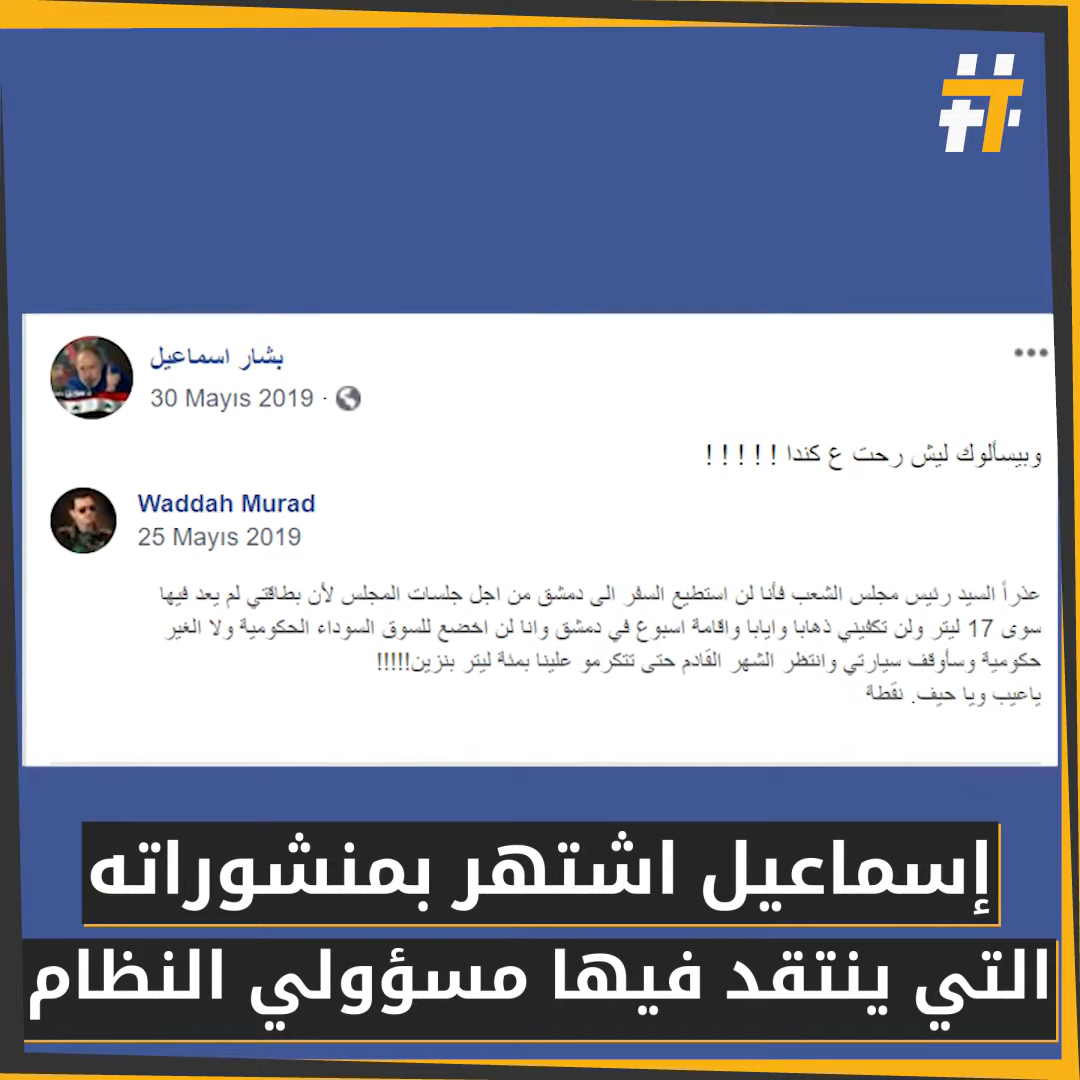 بشار اسماعيل
30 Mayıs 2019 ·
وبيسألوك ليش رحت ع كندا ! ! ! ! !
Waddah Murad
25 Mayıs 2019
عذراً السيد رئيس مجلس الشعب فأنا لن استطيع السفر الى دمشق من اجل جلسات المجلس لأن بطاقتي لم يعد فيها
سوى 17 ليتر ولن تكفيني ذهابا وايابا واقامة اسبوع في دمشق وانا لن اخضع للسوق السوداء الحكومية ولا الغير
حكومية وسأوقف سيارتي وانتظر الشهر القادم حتى تتكرمو علينا بمئة ليتر بنزين!!!!!
ياعيب ويا حيف. نقطة
إسماعيل اشتهر بمنشوراته
التي ينتقد فيها مسؤولي النظام